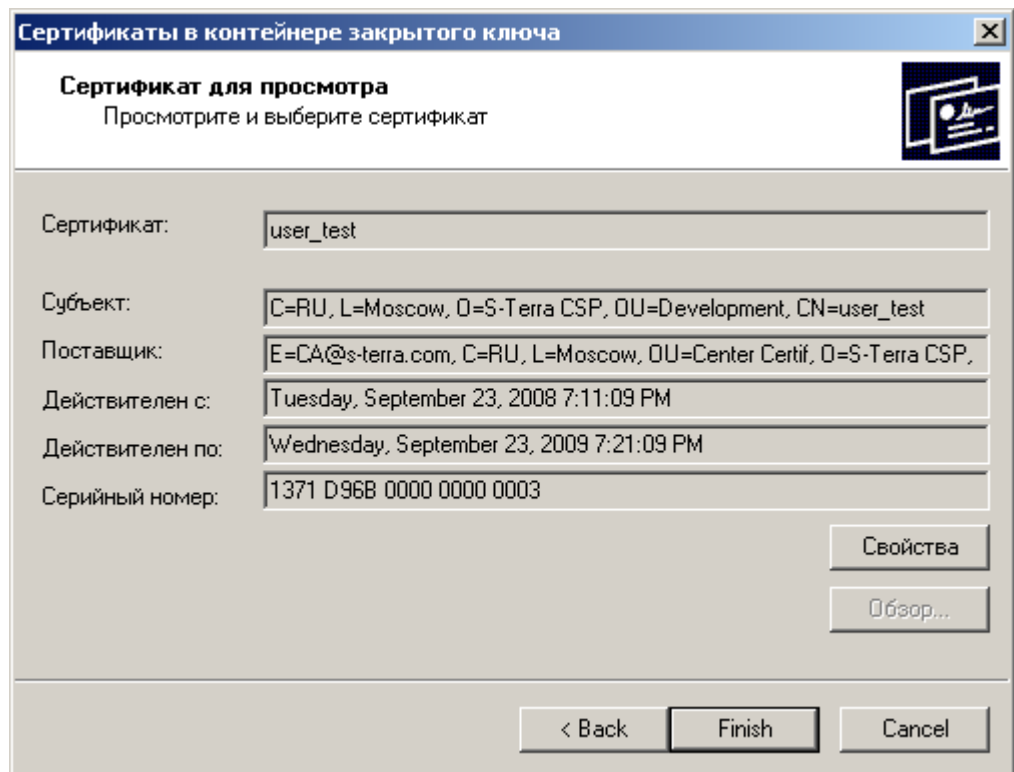 Сертификаты в контейнере закрытого ключа
Сертификат для просмотра
Просмотрите и выберите сертификат
Сертификат: user_test
Субъект: C=RU, L=Moscow, O=S-Terra CSP, OU=Development, CN=user_test
Поставщик: E=CA@s-terra.com, C=RU, L=Moscow, OU=Center Certif, O=S-Terra CSP,
Действителен с: Tuesday, September 23, 2008 7:11:09 PM
Действителен по: Wednesday, September 23, 2009 7:21:09 PM
Серийный номер: 1371 D96B 0000 0000 0003
Свойства
Обзор...
< Back Finish Cancel